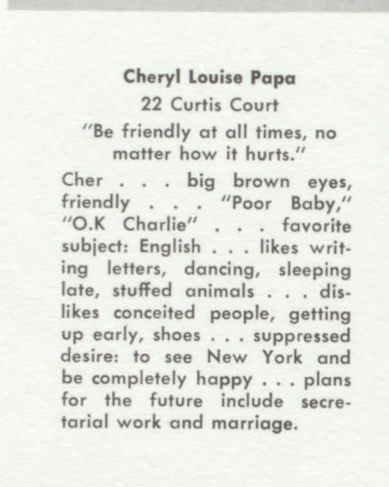 Cheryl Louise Papa
22 Curtis Court
"Be friendly at all times, no
matter how it hurts."
Cher . . . big brown eyes,
friendly . . . "Poor Baby,"
"O.K Charlie" . . . favorite
subject: English . . . likes writ-
ing letters, dancing, sleeping
late, stuffed animals . . . dis-
likes conceited people, getting
up early, shoes . . . suppressed
desire: to see New York and
be completely happy . . . plans
for the future include secre-
tarial work and marriage.